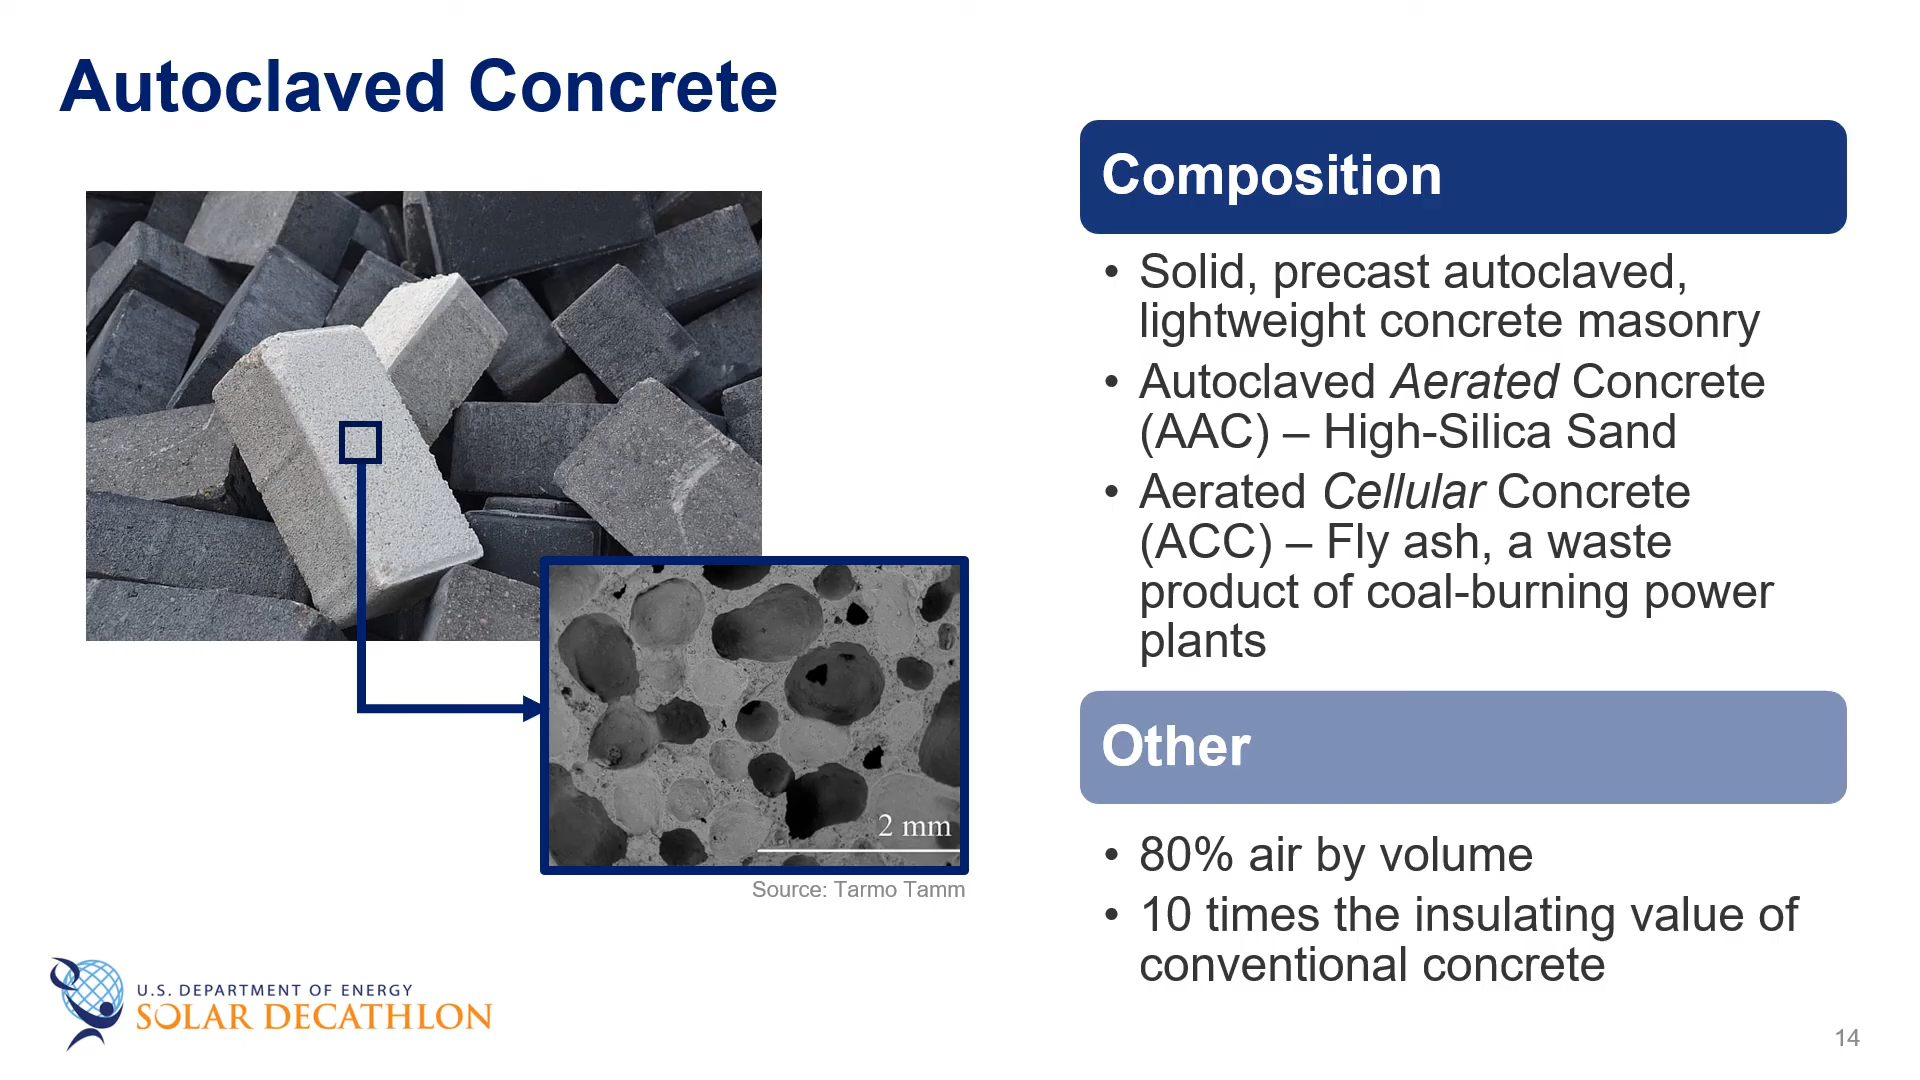 Autoclaved Concrete
Composition
• Solid, precast autoclaved,
lightweight concrete masonry
• Autoclaved Aerated Concrete
(AAC) – High-Silica Sand
• Aerated Cellular Concrete
(ACC) – Fly ash, a waste
product of coal-burning power
plants
Other
• 80% air by volume
• 10 times the insulating value of
conventional concrete
2 mm
Source: Tarmo Tamm
U.S. DEPARTMENT OF ENERGY
SOLAR DECATHLON
14